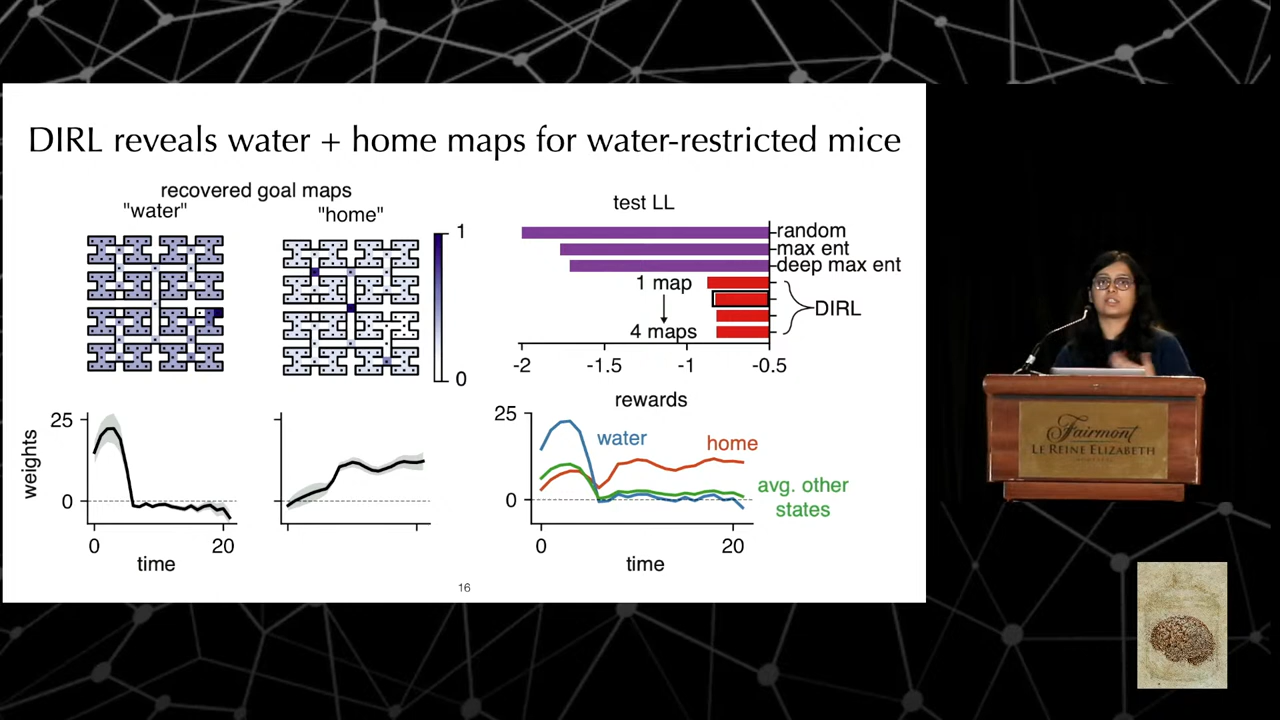 DIRL reveals water + home maps for water-restricted mice
recovered goal maps
"water"
"home"
1
0
test LL
random
max ent
deep max ent
1 map
4 maps
DIRL
-2
-1.5
-1
-0.5
weights
25
0
0
20
time
rewards
25
0
water
home
avg. other
states
0
20
time
16
Fairmont
LE REINE ELIZABETH